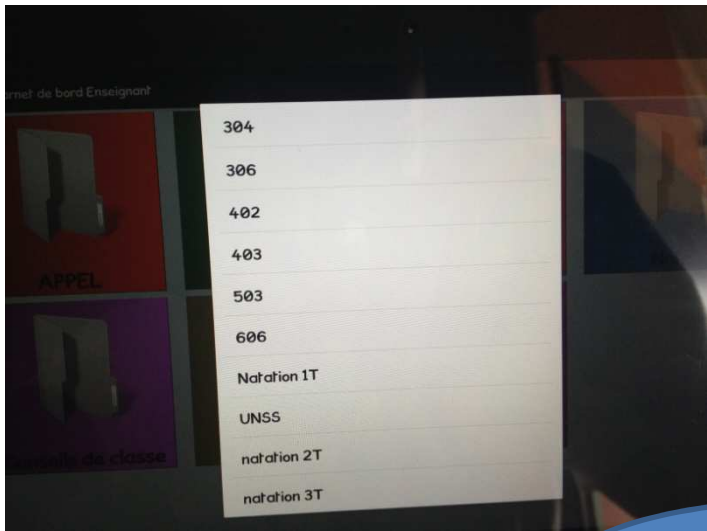 Carnet de bord Enseignant
304
306
402
403
503
606
Natation 1T
UNSS
natation 2T
natation 3T
APPEL
Conseils de classe